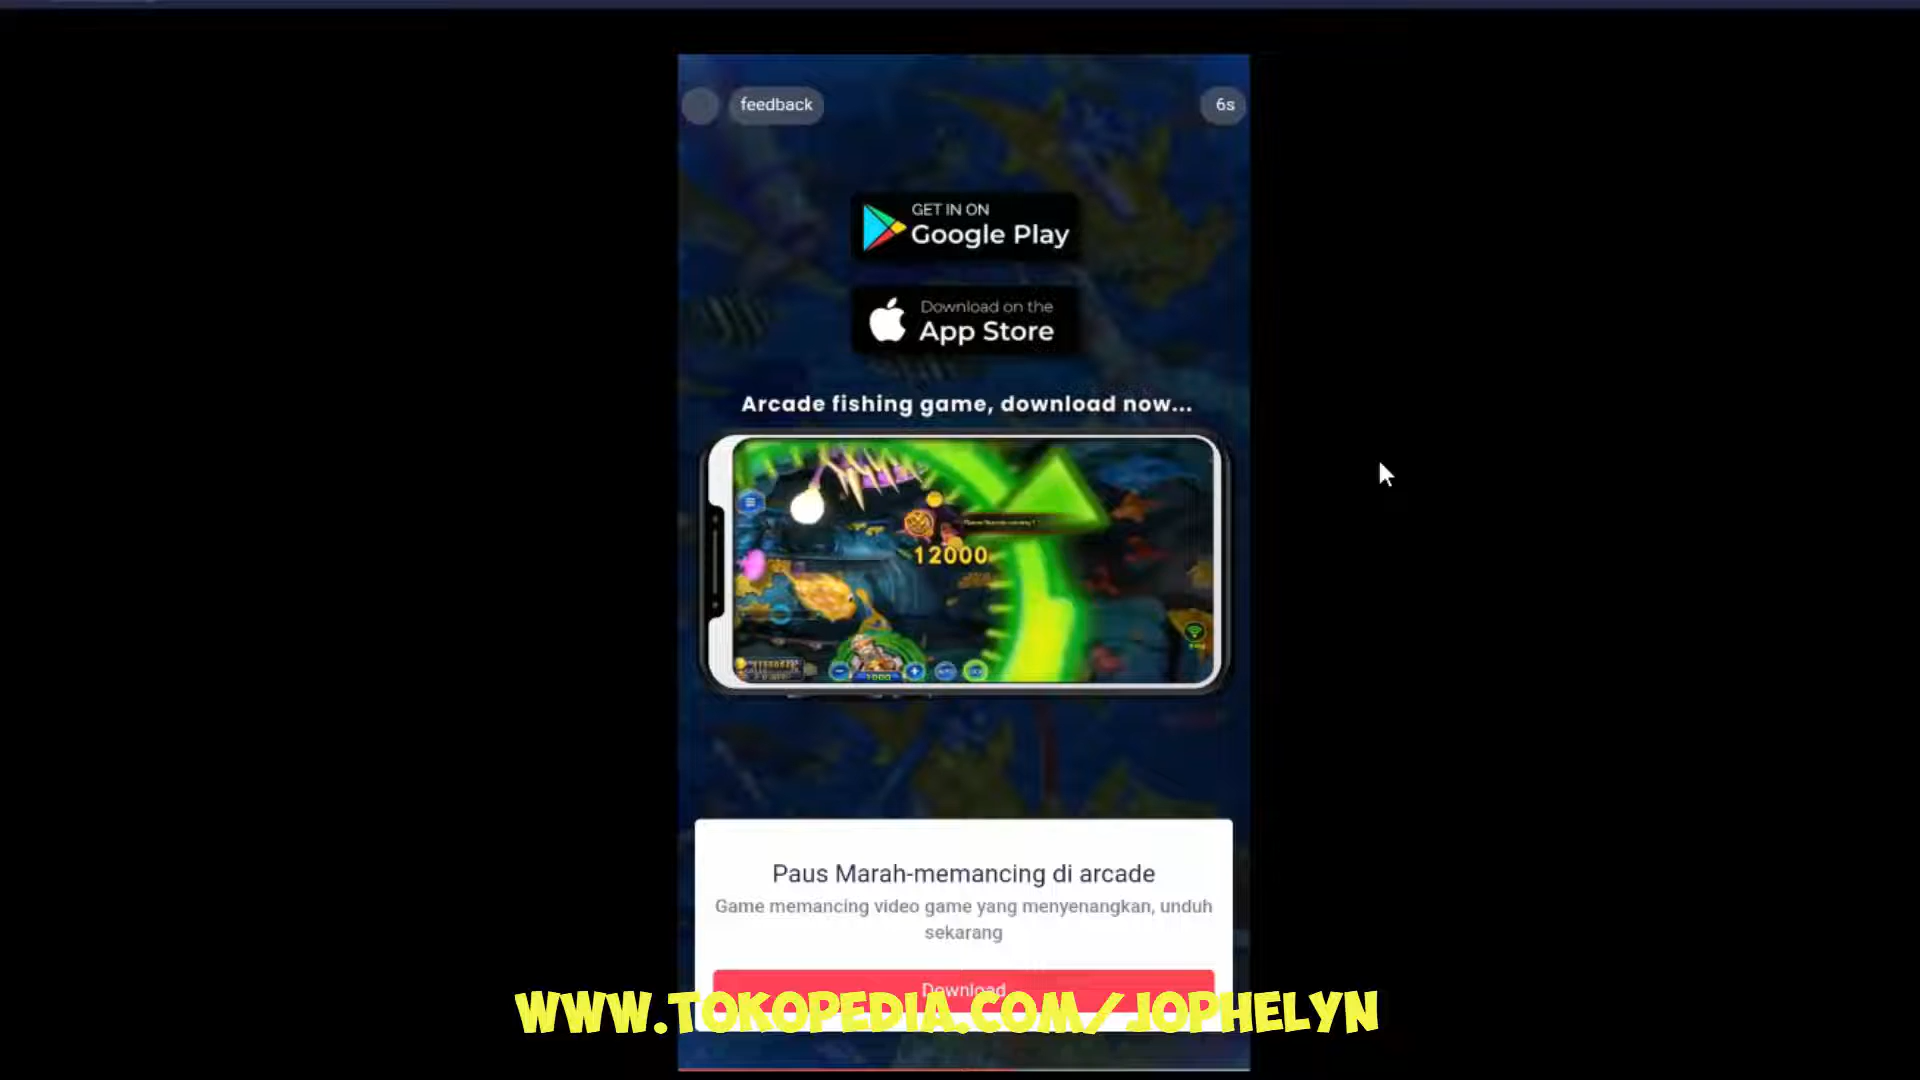 feedback
6s
GET IN ON
Google Play
Download on the
App Store
Arcade fishing game, download now...
12000
1000
Paus Marah-memancing di arcade
Game memancing video game yang menyenangkan, unduh
sekarang
Download
WWW.TOKOPEDIA.COM/JOPHELYN